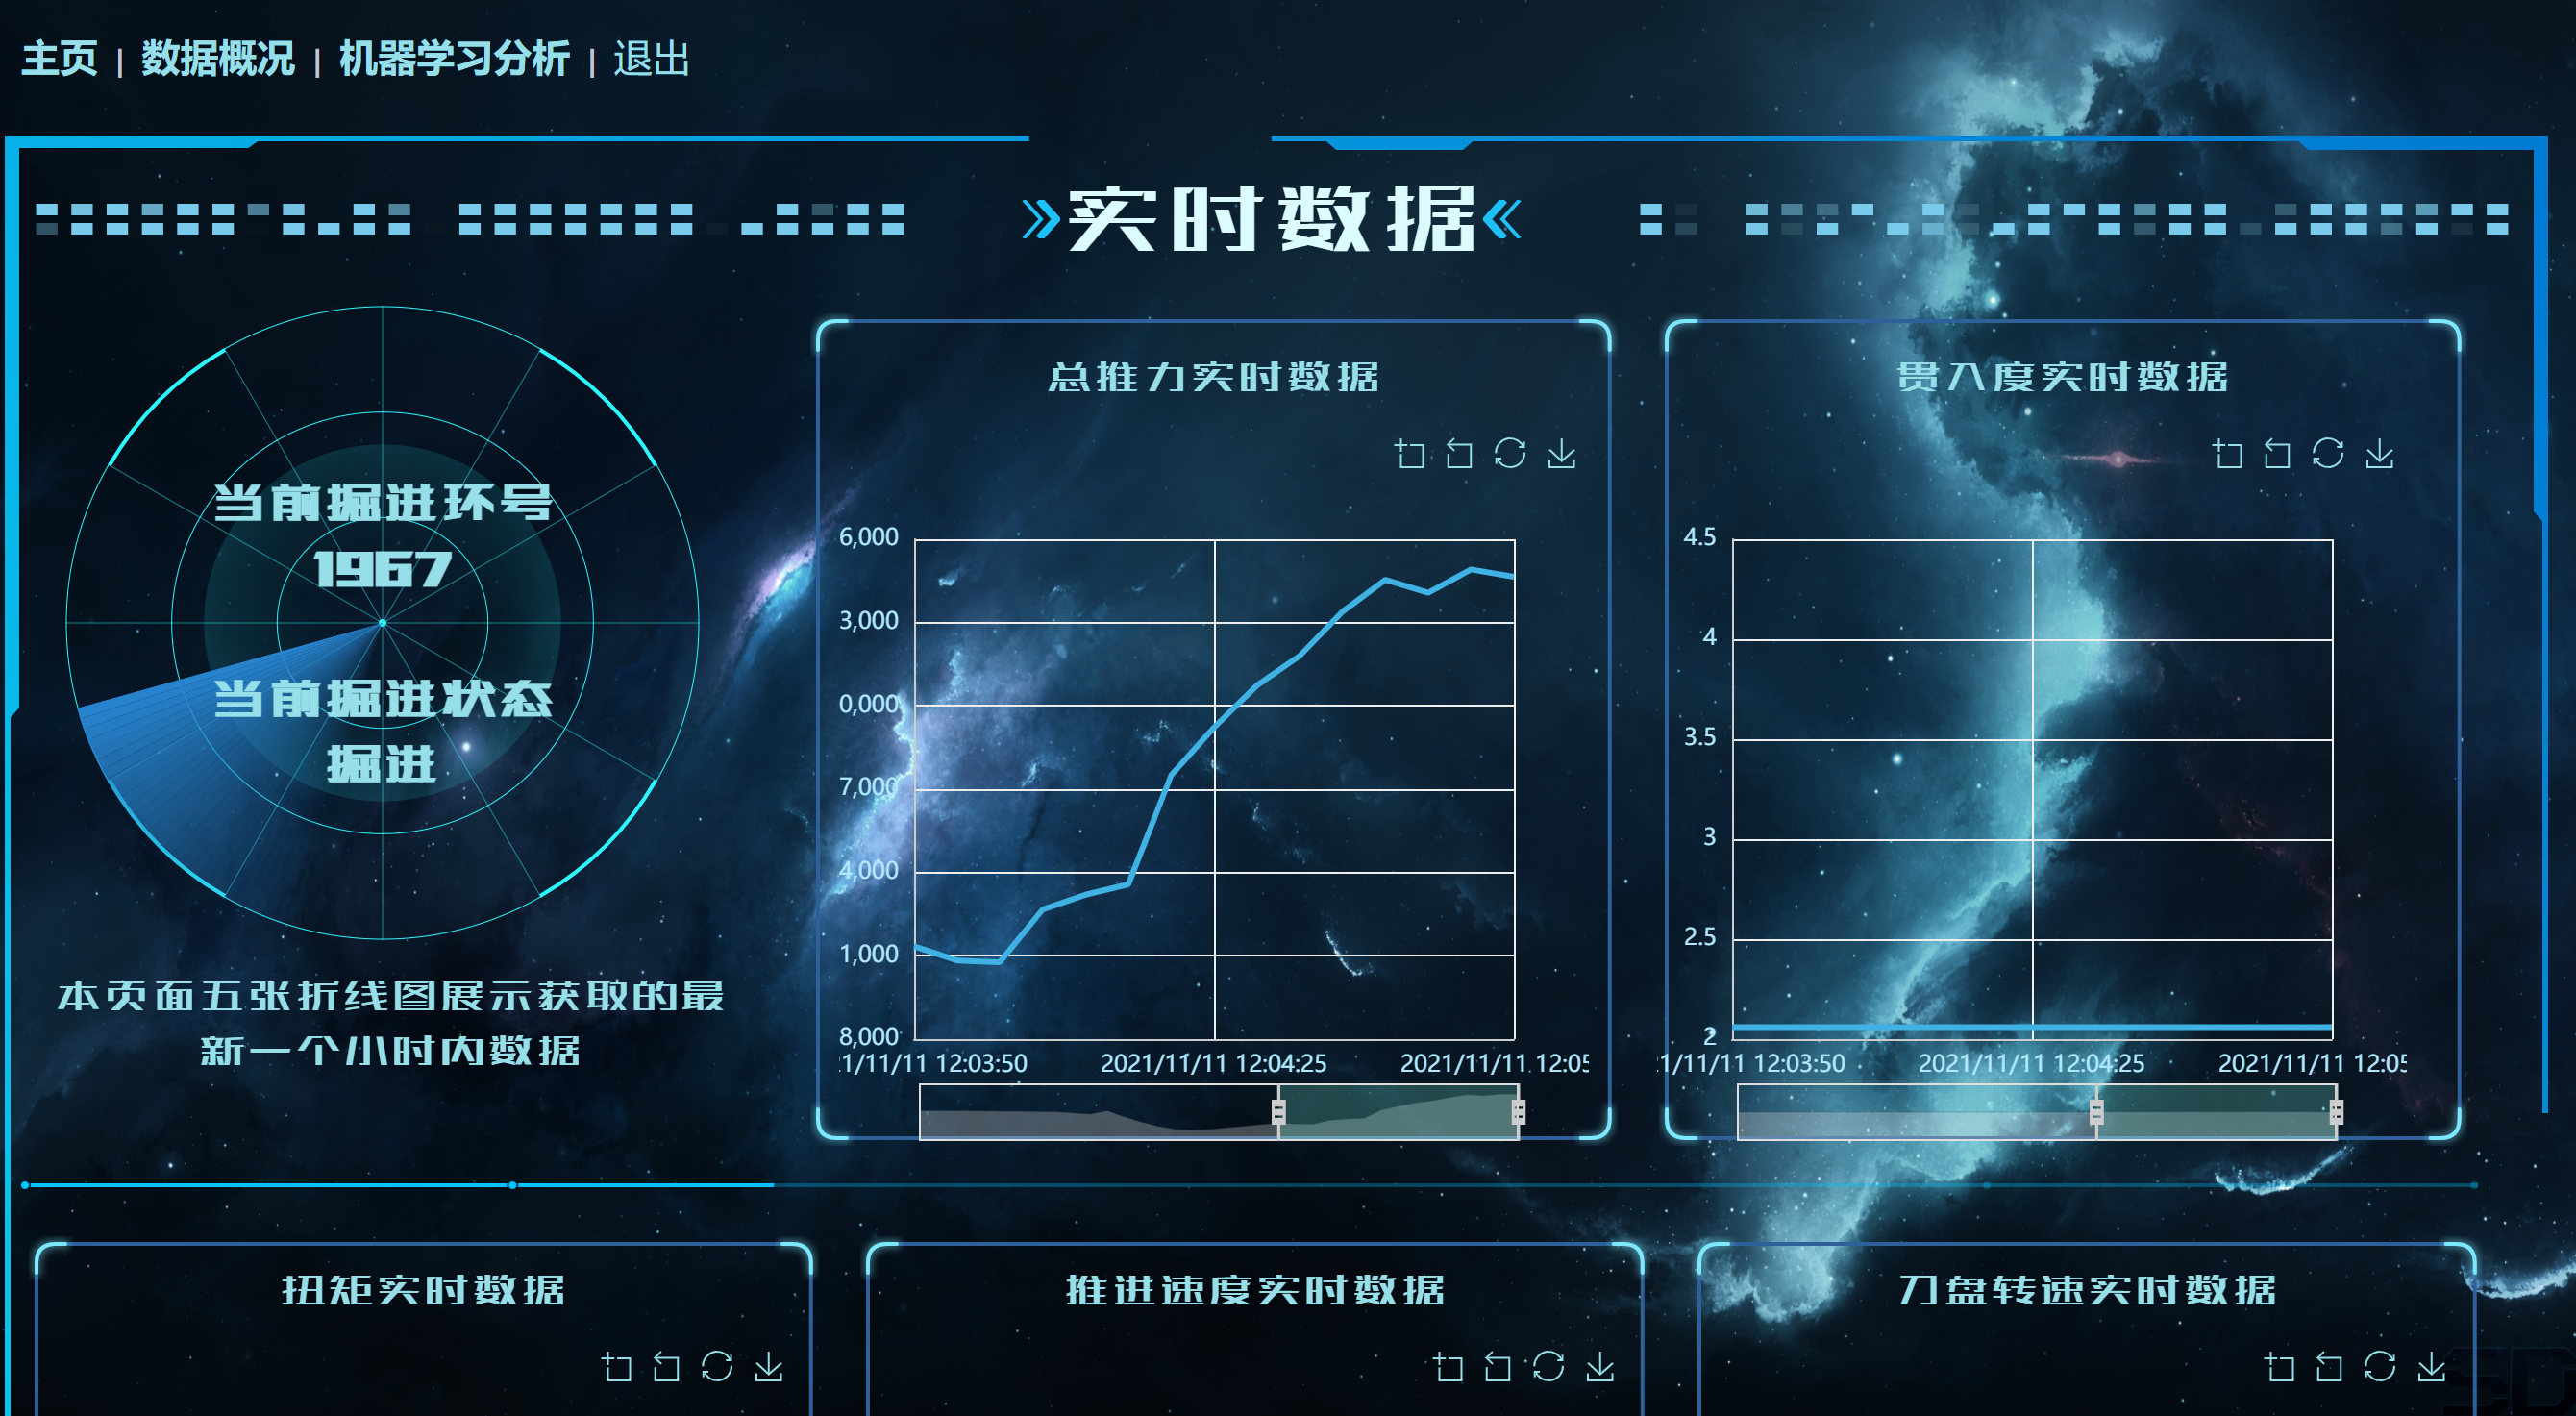 主页 | 数据概况 | 机器学习分析 | 退出
实时数据
当前掘进环号
1967
当前掘进状态
掘进
本页面五张折线图展示获取的最
新一个小时内数据
总推力实时数据
6,000
3,000
0,000
7,000
4,000
1,000
8,000
1/11/11 12:03:50 2021/11/11 12:04:25 2021/11/11 12:05
贯入度实时数据
4.5
4
3.5
3
2.5
2
1/11/11 12:03:50 2021/11/11 12:04:25 2021/11/11 12:05
扭矩实时数据
推进速度实时数据
刀盘转速实时数据